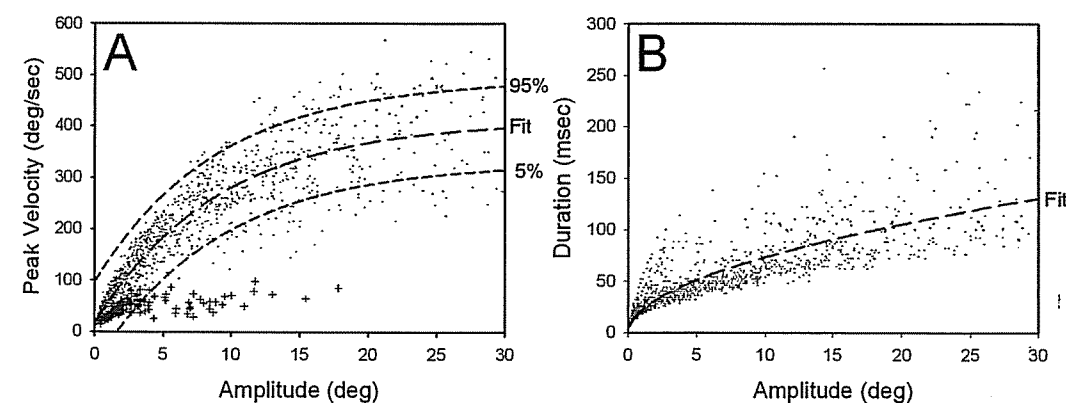 A
Peak Velocity (deg/sec)
600
500
400
300
200
100
0
0 5 10 15 20 25 30
Amplitude (deg)
95%
Fit
5%
B
Duration (msec)
300
250
200
150
100
50
0
0 5 10 15 20 25 30
Amplitude (deg)
Fit